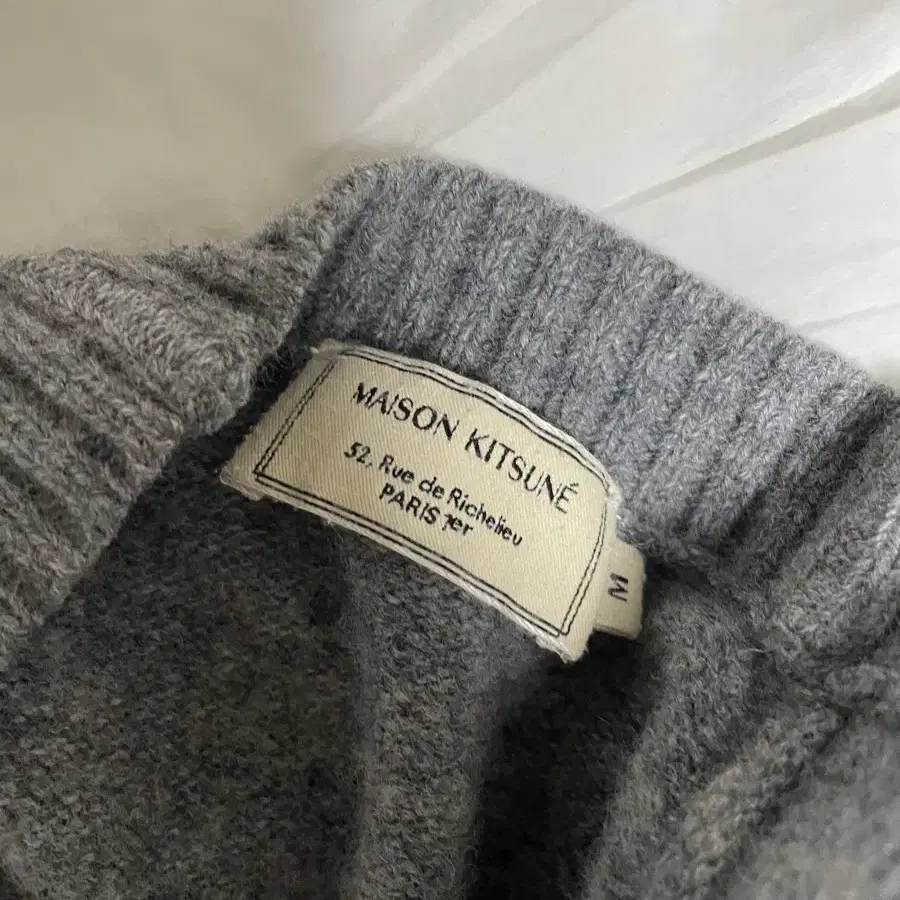 MAISON KITSUNÉ
52, Rue de Richelieu
PARIS 1er
M